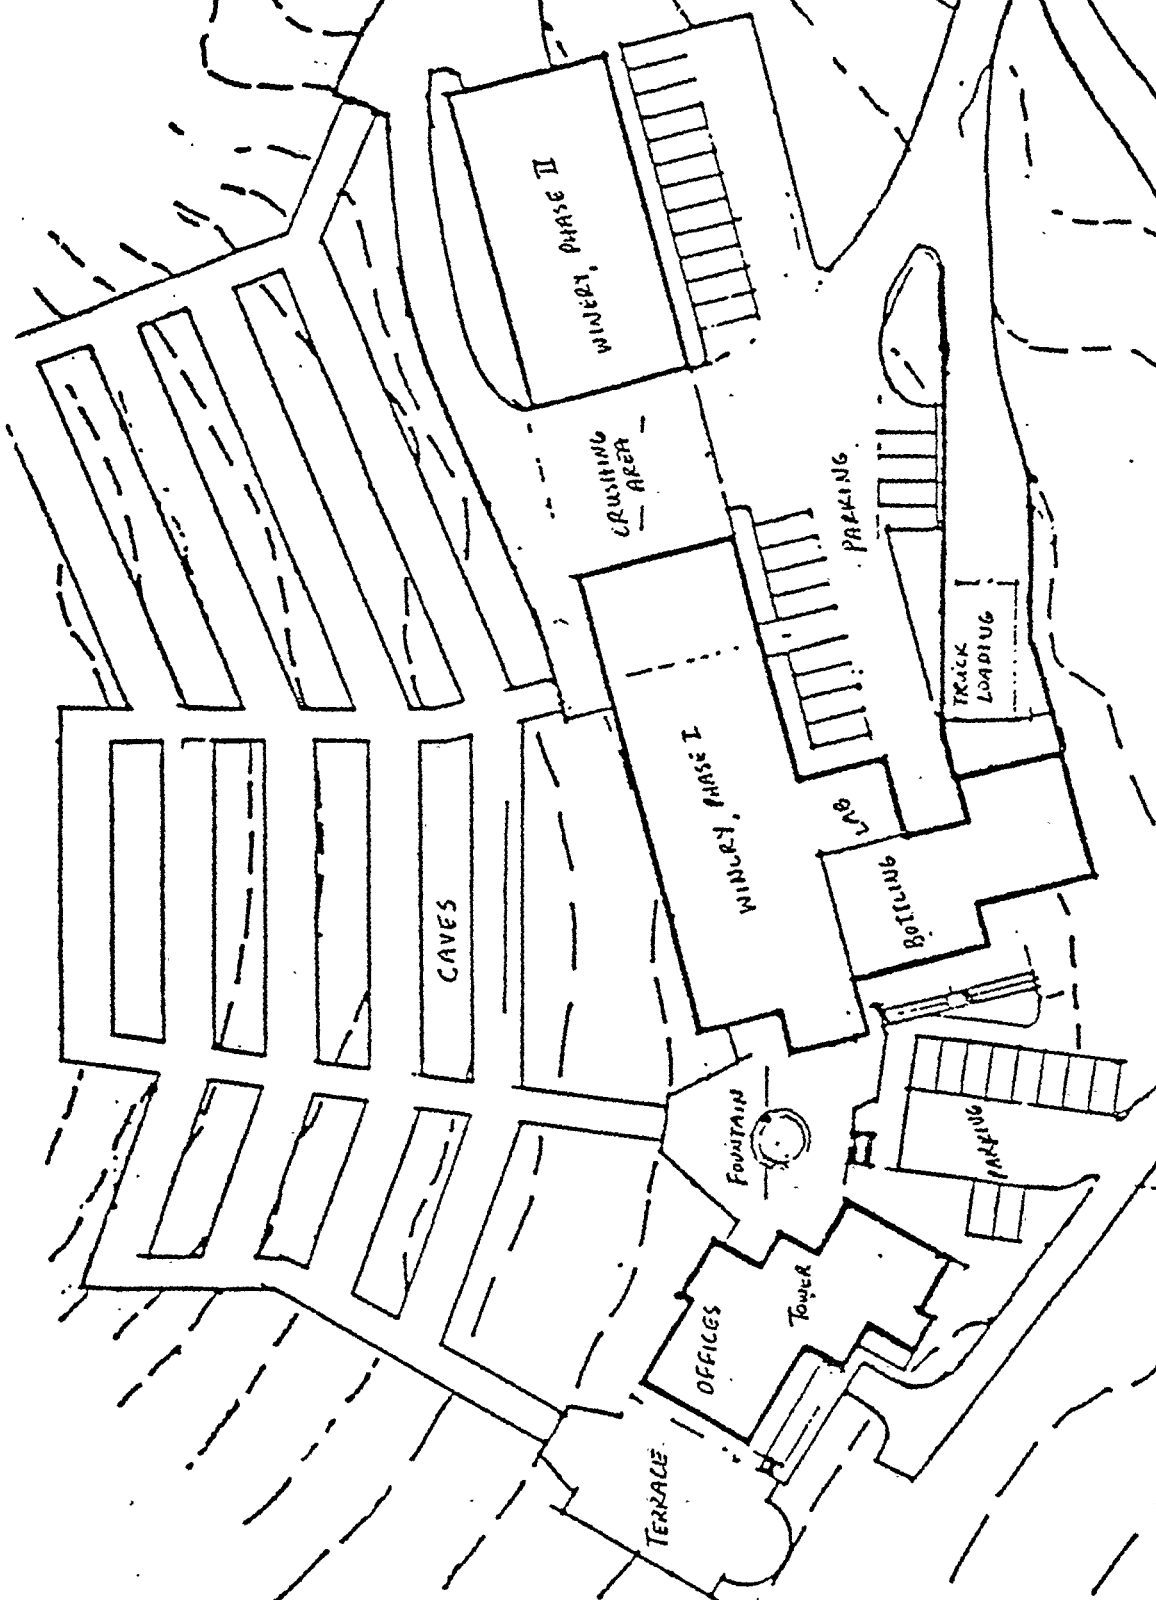 WINERY, PHASE II
CRUSHING
AREA
PARKING
TRUCK
LOADING
WINERY, PHASE I
LAB
BOTTLING
CAVES
FOUNTAIN
PARKING
TOWER
OFFICES
TERRACE